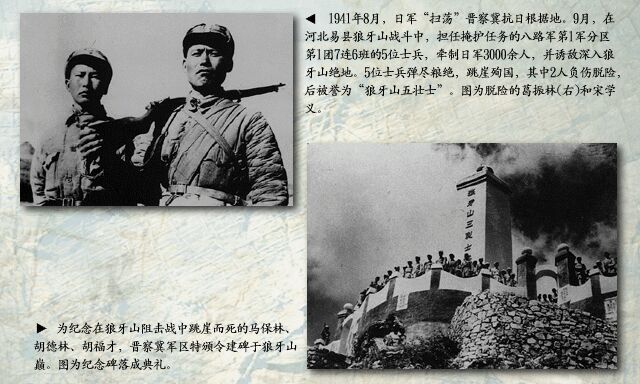 ◀ 1941年8月，日军“扫荡”晋察冀抗日根据地。9月，在
河北易县狼牙山战斗中，担任掩护任务的八路军第1军分区
第1团7连6班的5位士兵，牵制日军3000余人，并诱敌深入狼
牙山绝地。5位士兵弹尽粮绝，跳崖殉国，其中2人负伤脱险，
后被誉为“狼牙山五壮士”。图为脱险的葛振林(右)和宋学
义。
狼牙山三烈士
▶ 为纪念在狼牙山阻击战中跳崖而死的马保林、
胡德林、胡福才，晋察冀军区特颁令建碑于狼牙山
巅。图为纪念碑落成典礼。